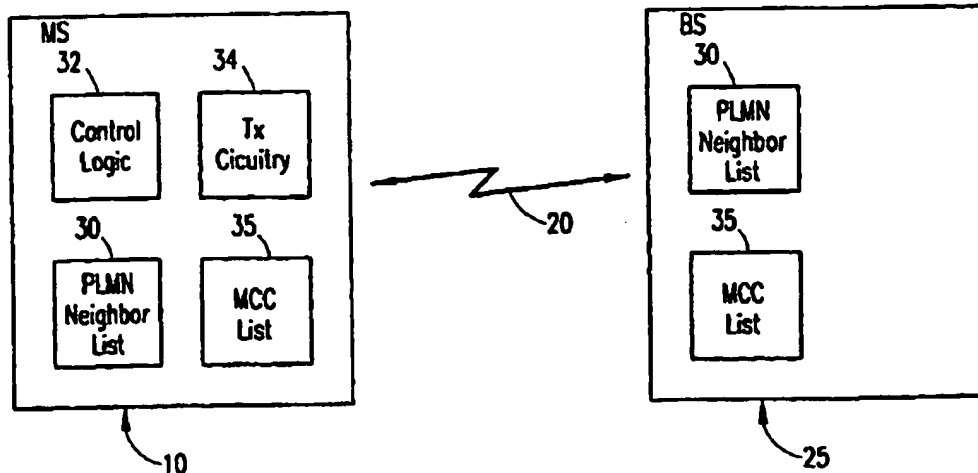 MS
32
34
Control
Logic
Tx
Cicuitry
30
35
PLMN
Neighbor
List
MCC
List
10
20
BS
30
PLMN
Neighbor
List
35
MCC
List
25